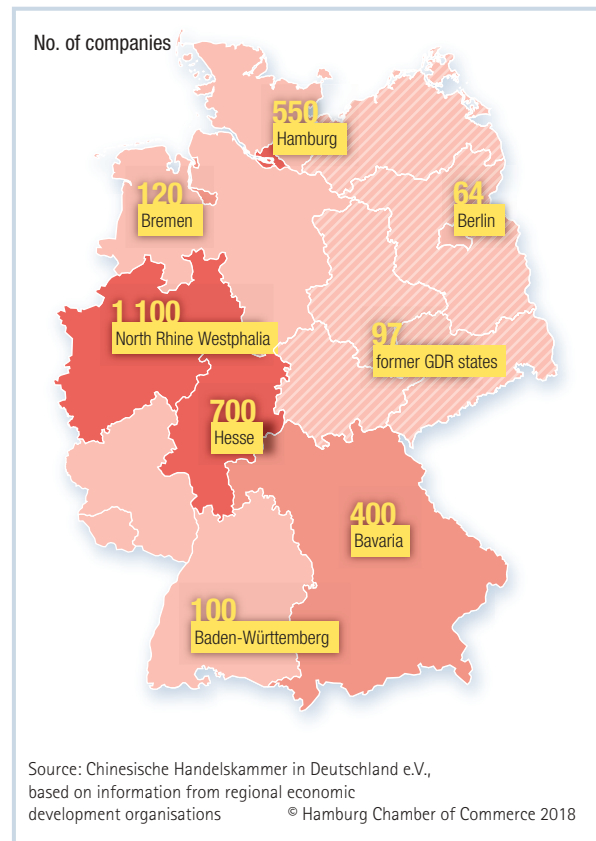 No. of companies
550
Hamburg
120
Bremen
64
Berlin
1 100
North Rhine Westphalia
97
former GDR states
700
Hesse
400
Bavaria
100
Baden-Württemberg
Source: Chinesische Handelskammer in Deutschland e.V.,
based on information from regional economic
development organisations © Hamburg Chamber of Commerce 2018